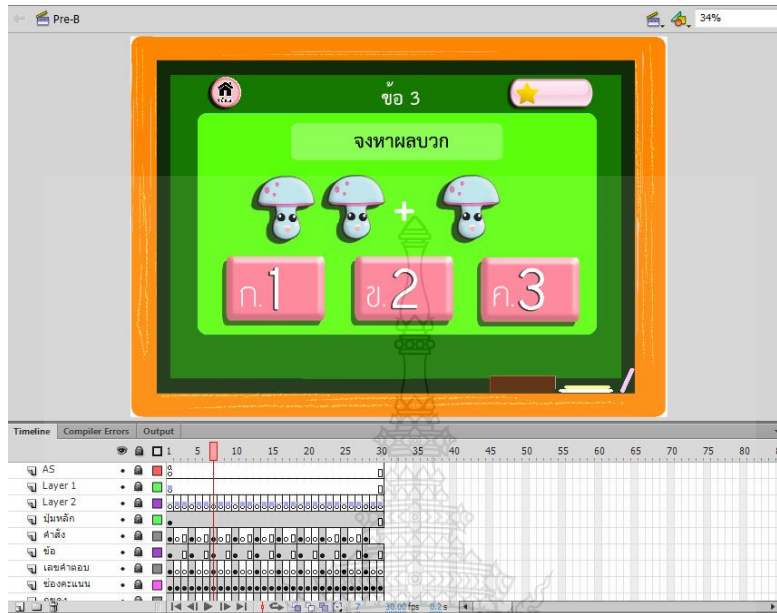 Pre-B
34%
ข้อ 3
จงหาผลบวก
+
ก.1 ข.2 ค.3
Timeline Compiler Errors Output
1 5 10 15 20 25 30 35 40 45 50 55 60 65 70 75 80
AS
Layer 1
Layer 2
ปุ่มหลัก
คำสั่ง
ข้อ
เลขคำตอบ
ช่องคะแนน
7 30.00 fps 0.2 s